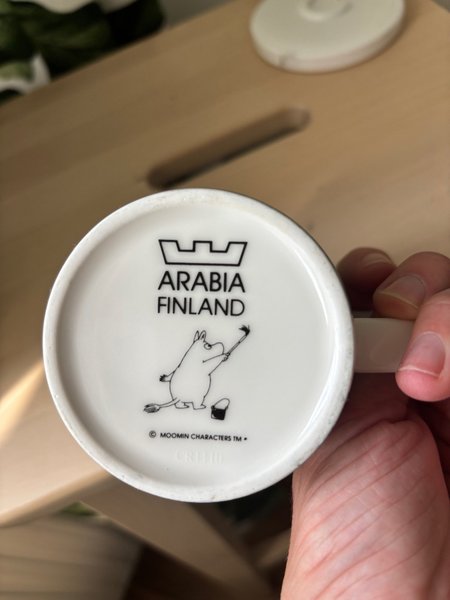 ARABIA
FINLAND
© MOOMIN CHARACTERS ™ •